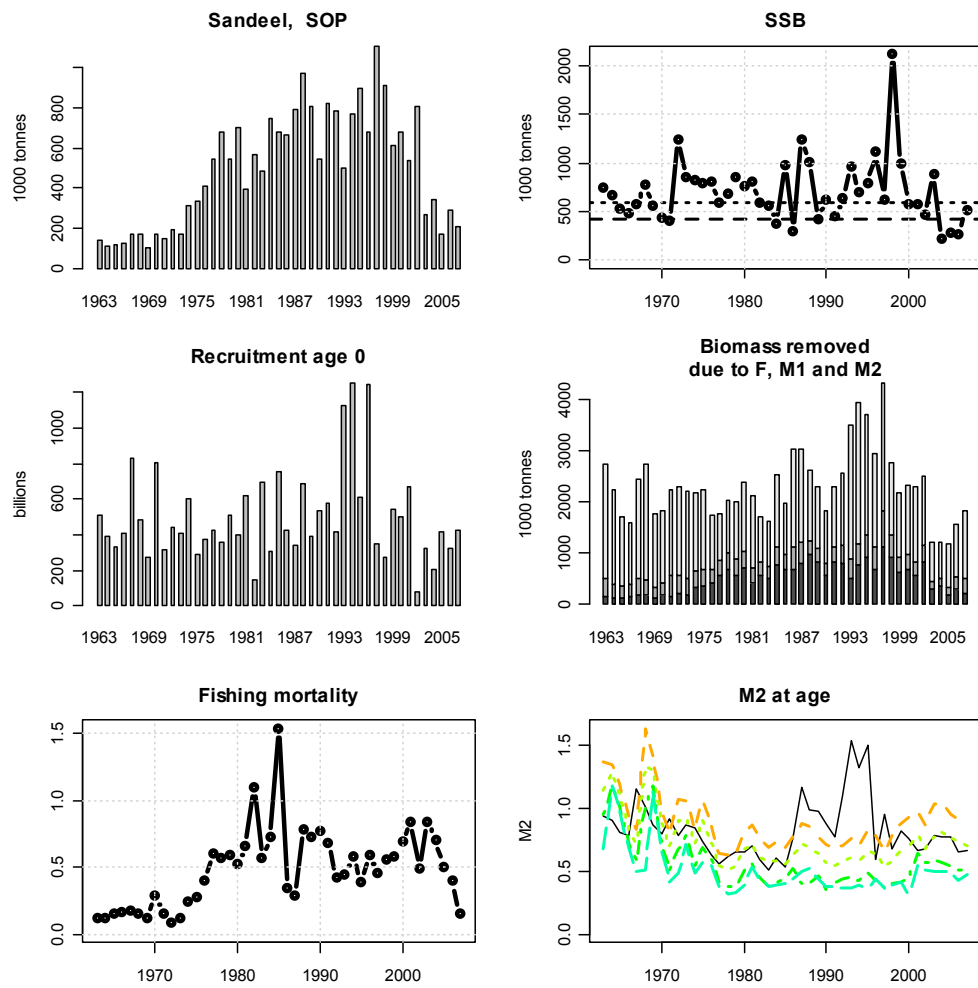 Sandeel, SOP
1000 tonnes
0 200 400 600 800
1963 1969 1975 1981 1987 1993 1999 2005
SSB
1000 tonnes
0 500 1000 1500 2000
1970 1980 1990 2000
Recruitment age 0
billions
0 200 600 1000
1963 1969 1975 1981 1987 1993 1999 2005
Biomass removed
due to F, M1 and M2
1000 tonnes
0 1000 2000 3000 4000
1963 1969 1975 1981 1987 1993 1999 2005
Fishing mortality
0.0 0.5 1.0 1.5
1970 1980 1990 2000
M2 at age
M2
0.0 0.5 1.0 1.5
1970 1980 1990 2000